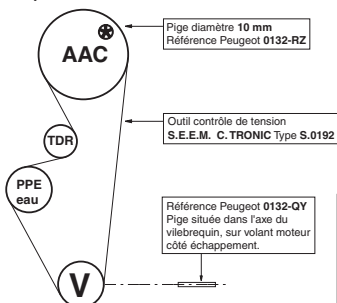 Pige diamètre 10 mm
Référence Peugeot 0132-RZ
AAC
Outil contrôle de tension
S.E.E.M. C.TRONIC Type S.0192
TDR
PPE
eau
Référence Peugeot 0132-QY
Pige située dans l'axe du
vilebrequin, sur volant moteur
côté échappement.
V